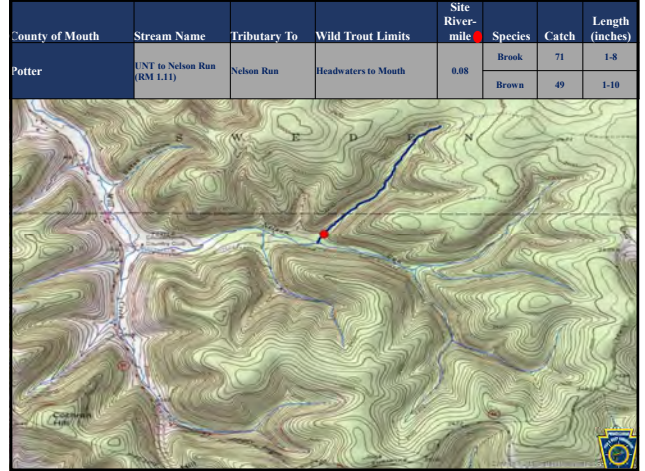 Site
River-
mile
Length
(inches)
County of Mouth Stream Name Tributary To Wild Trout Limits Species Catch
Potter UNT to Nelson Run
(RM 1.11) Nelson Run Headwaters to Mouth 0.08
Brook 71 1-8
Brown 49 1-10
S W E D E N